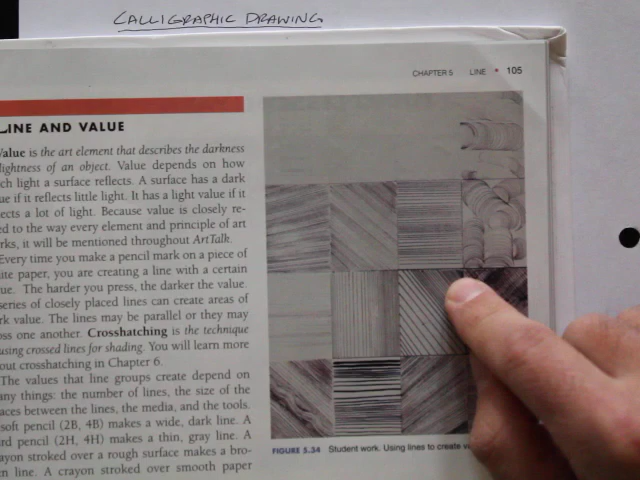 CALLIGRAPHIC DRAWING
CHAPTER 5 LINE • 105
LINE AND VALUE
Value is the art element that describes the darkness
lightness of an object. Value depends on how
ch light a surface reflects. A surface has a dark
ue if it reflects little light. It has a light value if it
ects a lot of light. Because value is closely re-
ed to the way every element and principle of art
rks, it will be mentioned throughout ArtTalk.
Every time you make a pencil mark on a piece of
ite paper, you are creating a line with a certain
ue. The harder you press, the darker the value.
series of closely placed lines can create areas of
rk value. The lines may be parallel or they may
oss one another. Crosshatching is the technique
using crossed lines for shading. You will learn more
out crosshatching in Chapter 6.
The values that line groups create depend on
any things: the number of lines, the size of the
aces between the lines, the media, and the tools.
soft pencil (2B, 4B) makes a wide, dark line. A
rd pencil (2H, 4H) makes a thin, gray line. A
ayon stroked over a rough surface makes a bro-
en line. A crayon stroked over smooth paper
FIGURE 5.34 Student work. Using lines to create